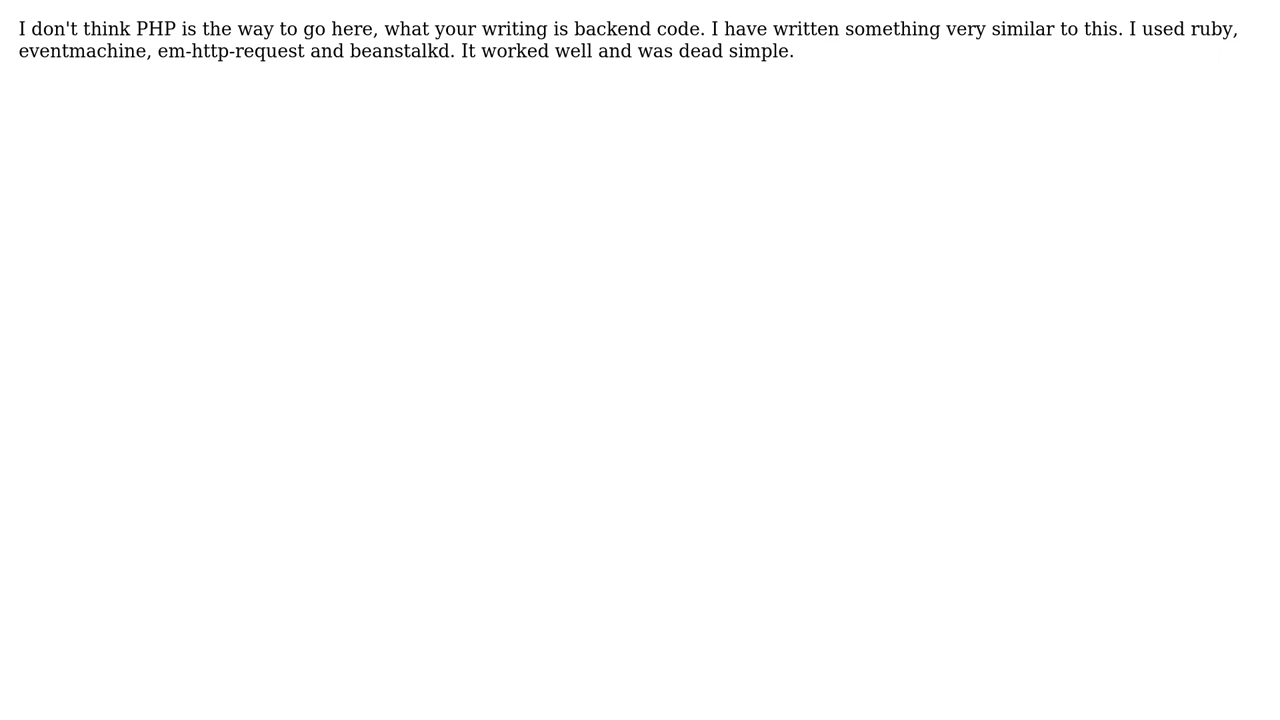 I don't think PHP is the way to go here, what your writing is backend code. I have written something very similar to this. I used ruby,
eventmachine, em-http-request and beanstalkd. It worked well and was dead simple.